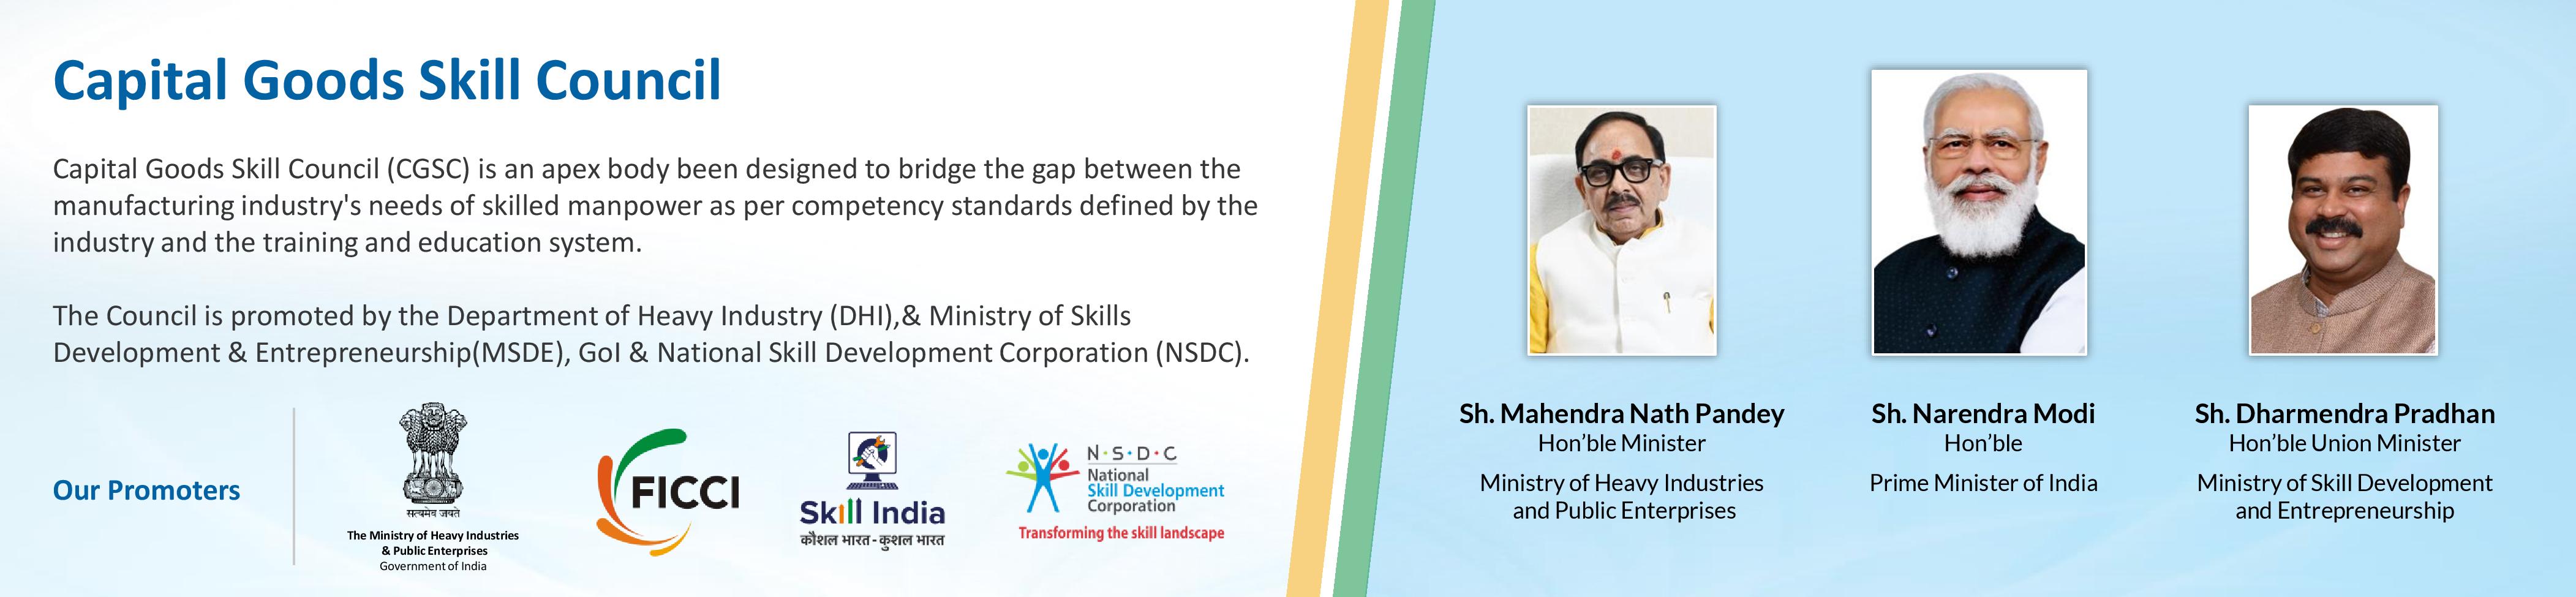 Capital Goods Skill Council
Capital Goods Skill Council (CGSC) is an apex body been designed to bridge the gap between the
manufacturing industry's needs of skilled manpower as per competency standards defined by the
industry and the training and education system.
The Council is promoted by the Department of Heavy Industry (DHI),& Ministry of Skills
Development & Entrepreneurship(MSDE), GoI & National Skill Development Corporation (NSDC).
Our Promoters
सत्यमेव जयते
The Ministry of Heavy Industries
& Public Enterprises
Government of India
FICCI
Skill India
कौशल भारत - कुशल भारत
N·S·D·C
National
Skill Development
Corporation
Transforming the skill landscape
Sh. Mahendra Nath Pandey
Hon'ble Minister
Ministry of Heavy Industries
and Public Enterprises
Sh. Narendra Modi
Hon'ble
Prime Minister of India
Sh. Dharmendra Pradhan
Hon'ble Union Minister
Ministry of Skill Development
and Entrepreneurship